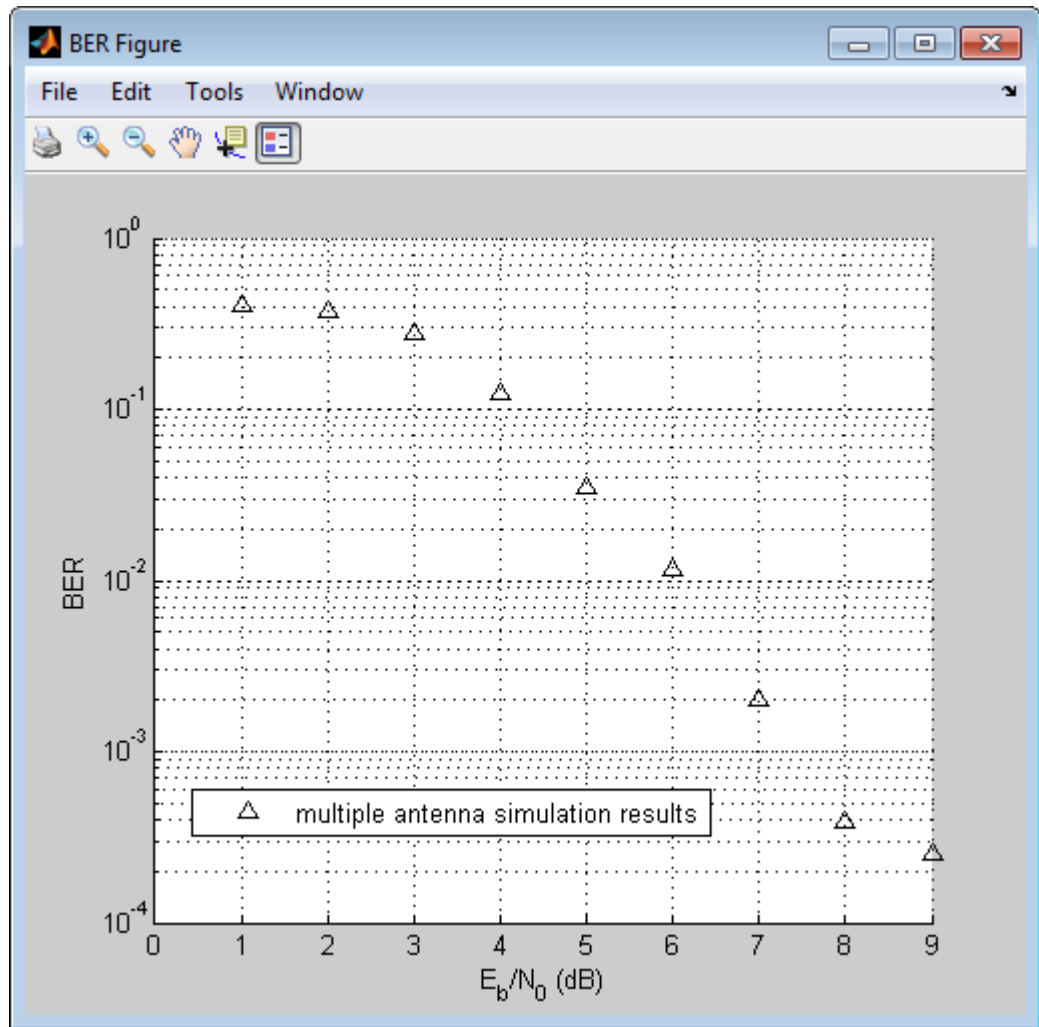 BER Figure
File Edit Tools Window
10^0
10^-1
10^-2
10^-3
10^-4
BER
multiple antenna simulation results
0 1 2 3 4 5 6 7 8 9
E_b/N_0 (dB)